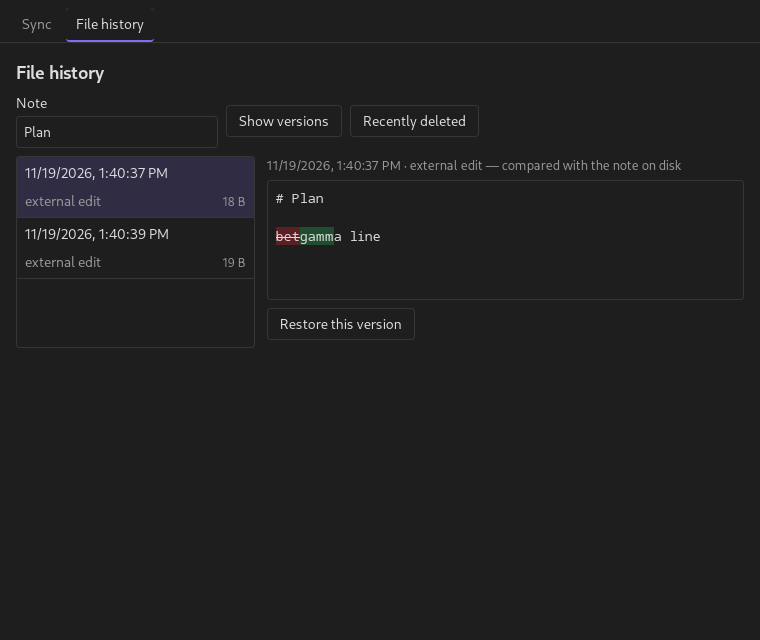 Sync
File history
File history
Note
Plan
Show versions
Recently deleted
11/19/2026, 1:40:37 PM
external edit
18 B
11/19/2026, 1:40:39 PM
external edit
19 B
11/19/2026, 1:40:37 PM · external edit — compared with the note on disk
# Plan
betgamma line
Restore this version